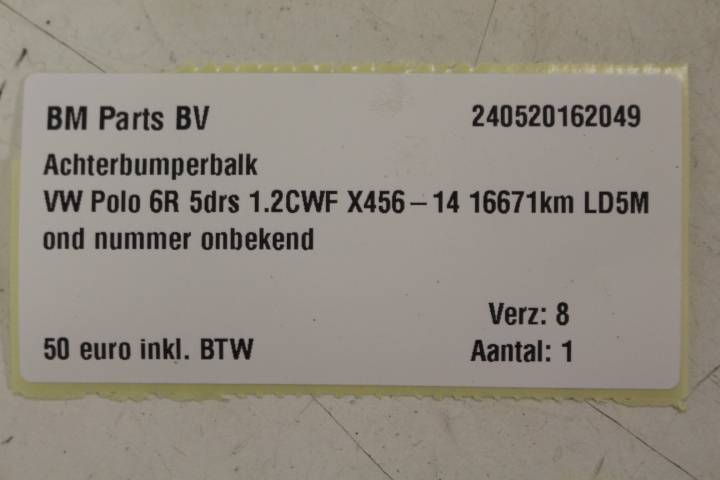 BM Parts BV 240520162049
Achterbumperbalk
VW Polo 6R 5drs 1.2CWF X456-14 16671km LD5M
ond nummer onbekend
Verz: 8
50 euro inkl. BTW Aantal: 1